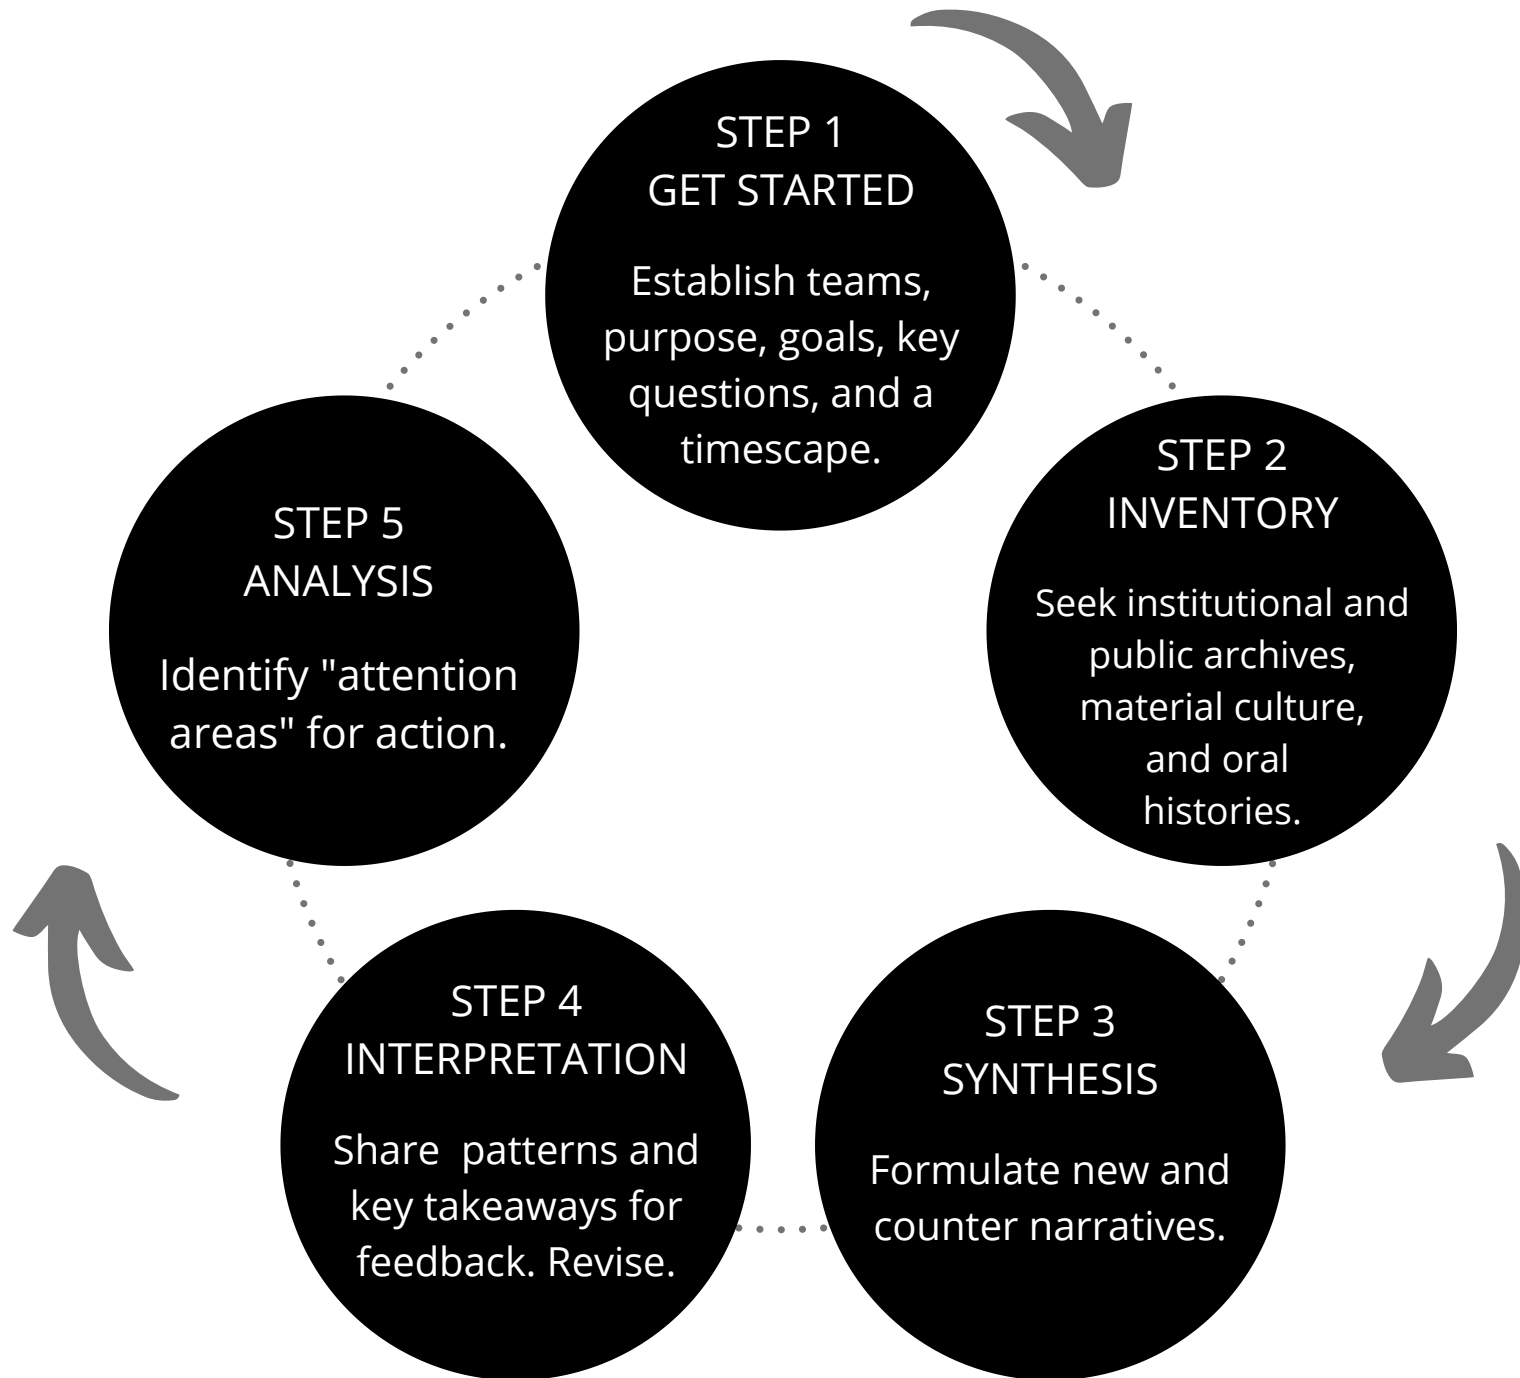 STEP 1
GET STARTED
Establish teams,
purpose, goals, key
questions, and a
timescape.
STEP 2
INVENTORY
Seek institutional and
public archives,
material culture,
and oral
histories.
STEP 3
SYNTHESIS
Formulate new and
counter narratives.
STEP 4
INTERPRETATION
Share  patterns and
key takeaways for
feedback. Revise.
STEP 5
ANALYSIS
Identify "attention
areas" for action.